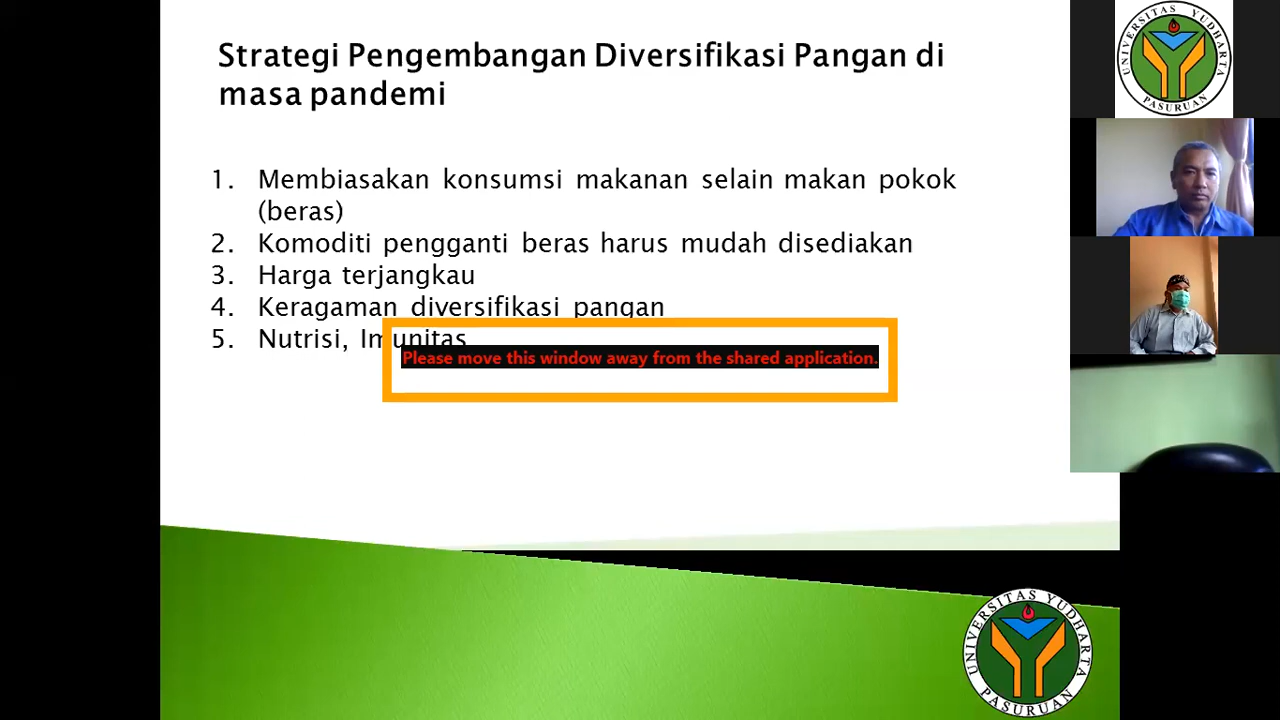 Strategi Pengembangan Diversifikasi Pangan di
masa pandemi
1. Membiasakan konsumsi makanan selain makan pokok
(beras)
2. Komoditi pengganti beras harus mudah disediakan
3. Harga terjangkau
4. Keragaman diversifikasi pangan
5. Nutrisi, Imunitas
Please move this window away from the shared application.
UNIVERSITAS YUDHARTA
PASURUAN
UNIVERSITAS YUDHARTA
PASURUAN